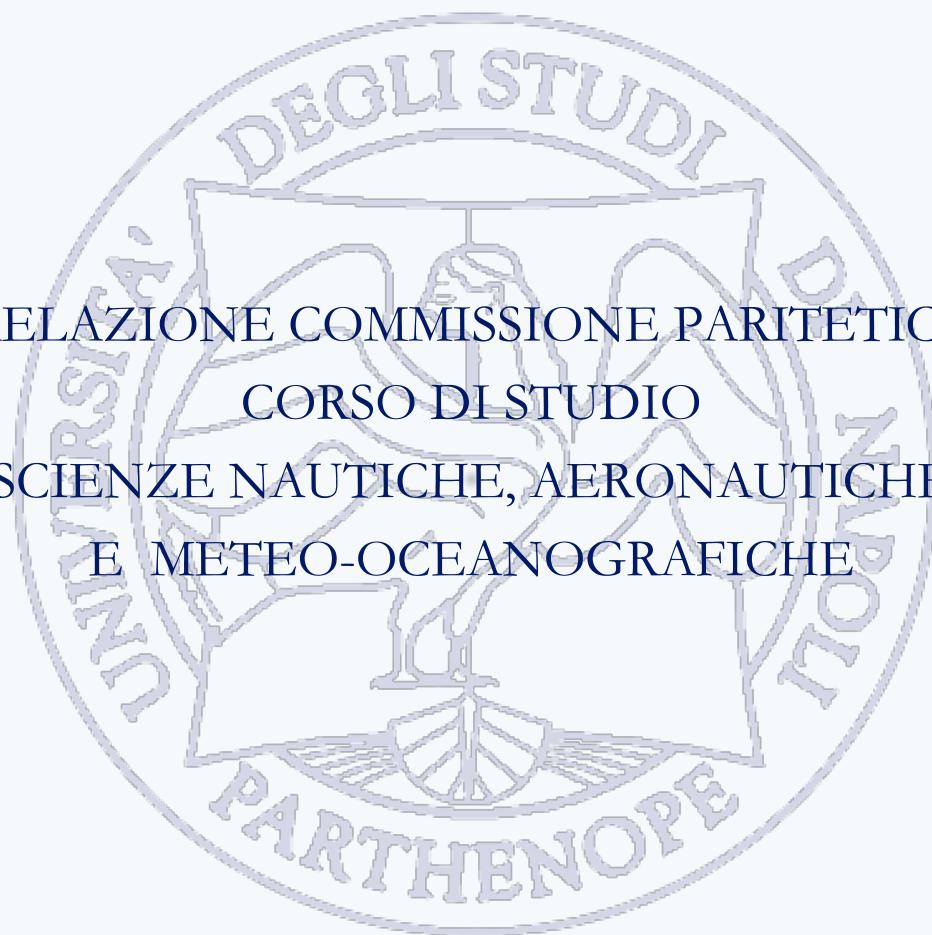 ELAZIONE COMMISSIONE PARITETIC
CORSO DI STUDIO
SCIENZE NAUTICHE, AERONAUTICHE
E METEO-OCEANOGRAFICHE
UNIVERSITA' DEGLI STUDI DI NAPOLI
PARTHENOPE